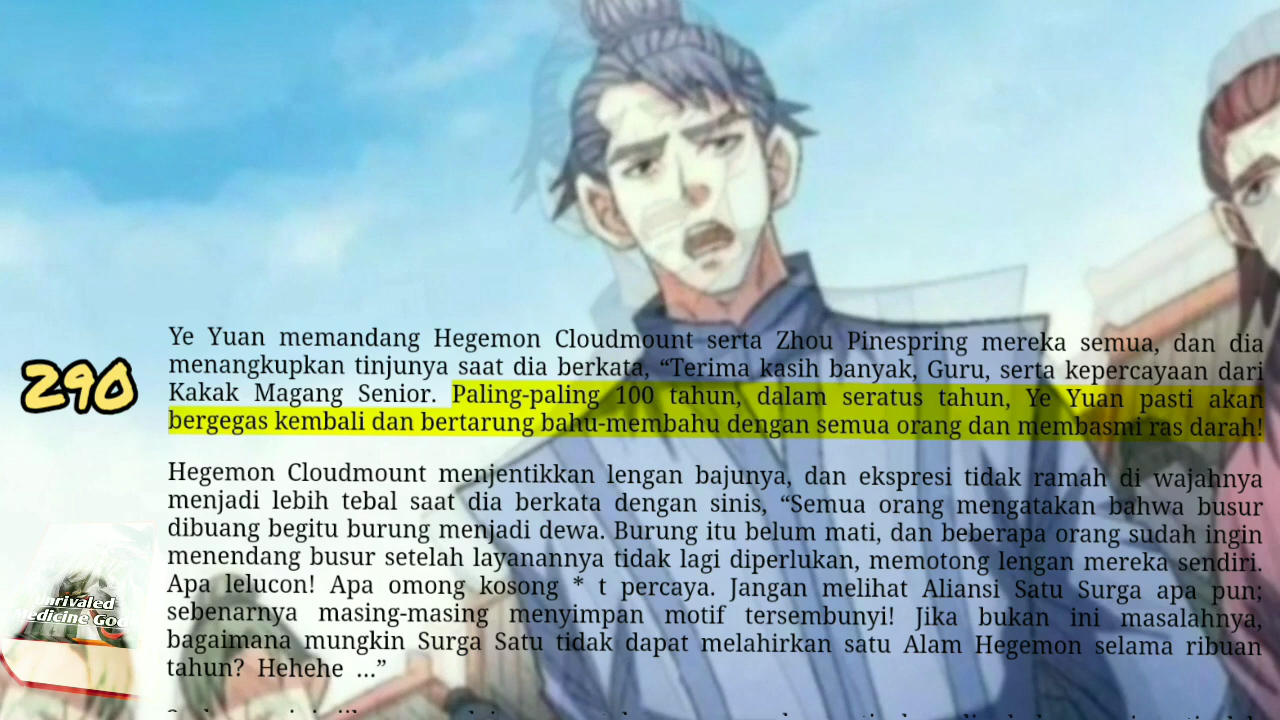 Ye Yuan memandang Hegemon Cloudmount serta Zhou Pinespring mereka semua, dan dia
menangkupkan tinjunya saat dia berkata, “Terima kasih banyak, Guru, serta kepercayaan dari
Kakak Magang Senior. Paling-paling 100 tahun, dalam seratus tahun, Ye Yuan pasti akan
bergegas kembali dan bertarung bahu-membahu dengan semua orang dan membasmi ras darah!
290
Hegemon Cloudmount menjentikkan lengan bajunya, dan ekspresi tidak ramah di wajahnya
menjadi lebih tebal saat dia berkata dengan sinis, “Semua orang mengatakan bahwa busur
dibuang begitu burung menjadi dewa. Burung itu belum mati, dan beberapa orang sudah ingin
menendang busur setelah layanannya tidak lagi diperlukan, memotong lengan mereka sendiri.
Apa lelucon! Apa omong kosong * t percaya. Jangan melihat Aliansi Satu Surga apa pun;
sebenarnya masing-masing menyimpan motif tersembunyi! Jika bukan ini masalahnya,
bagaimana mungkin Surga Satu tidak dapat melahirkan satu Alam Hegemon selama ribuan
tahun? Hehehe ...”
Unrivaled
Medicine God